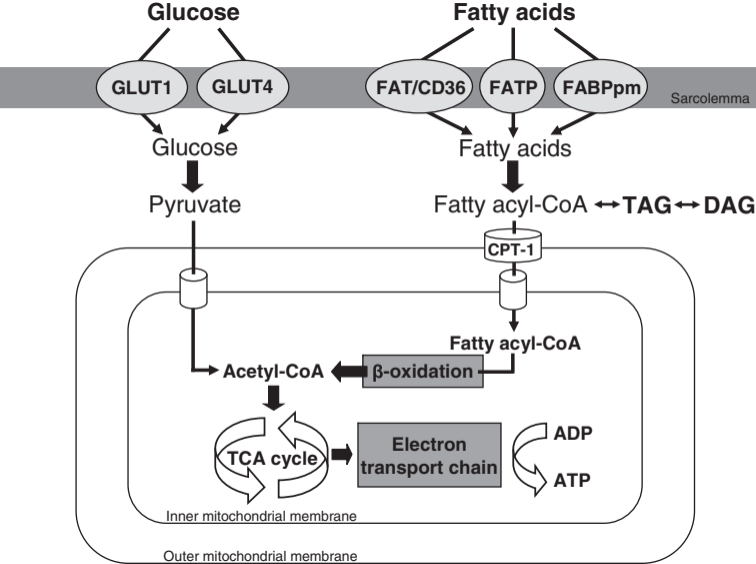 Glucose
Fatty acids
GLUT1
GLUT4
FAT/CD36
FATP
FABPpm
Sarcolemma
Glucose
Fatty acids
Pyruvate
Fatty acyl-CoA
TAG
DAG
CPT-1
Fatty acyl-CoA
Acetyl-CoA
β-oxidation
TCA cycle
Electron
transport chain
ADP
ATP
Inner mitochondrial membrane
Outer mitochondrial membrane